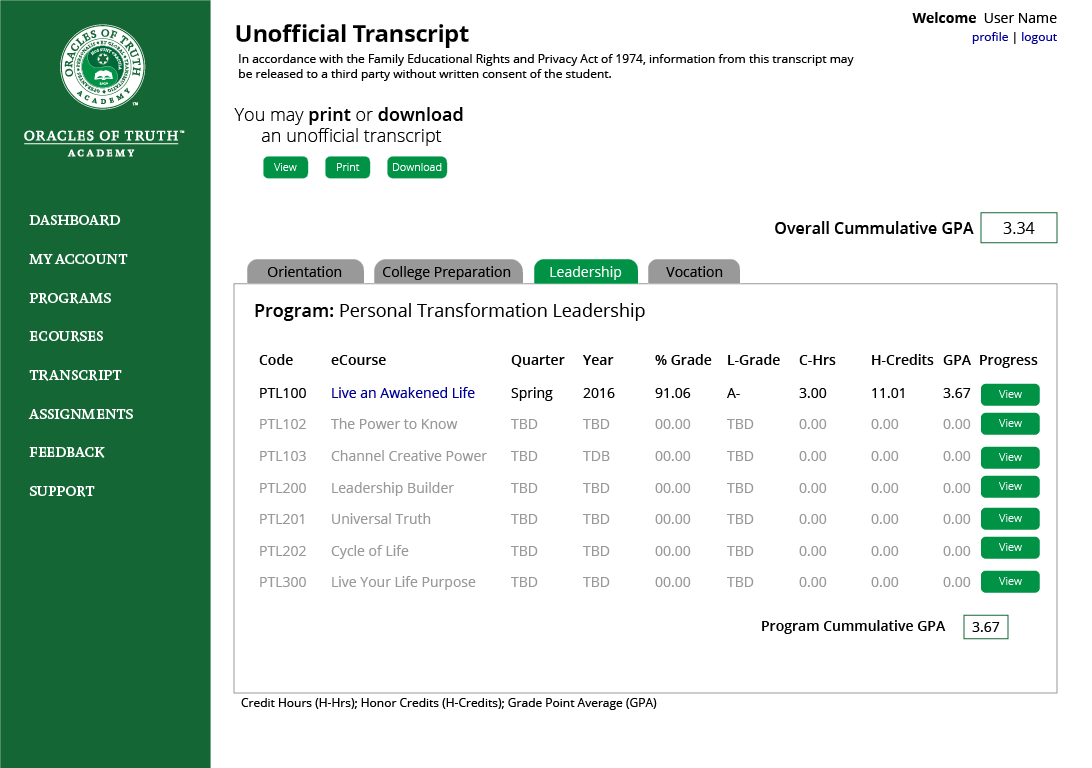 ORACLES OF TRUTH
ACADEMY
™
ORACLES OF TRUTH™
ACADEMY
DASHBOARD
MY ACCOUNT
PROGRAMS
ECOURSES
TRANSCRIPT
ASSIGNMENTS
FEEDBACK
SUPPORT
Welcome User Name
profile | logout
Unofficial Transcript
In accordance with the Family Educational Rights and Privacy Act of 1974, information from this transcript may
be released to a third party without written consent of the student.
You may print or download
an unofficial transcript
View Print Download
Overall Cummulative GPA 3.34
Orientation College Preparation Leadership Vocation
Program: Personal Transformation Leadership
Code eCourse Quarter Year % Grade L-Grade C-Hrs H-Credits GPA Progress
PTL100 Live an Awakened Life Spring 2016 91.06 A- 3.00 11.01 3.67 View
PTL102 The Power to Know TBD TBD 00.00 TBD 0.00 0.00 0.00 View
PTL103 Channel Creative Power TBD TDB 00.00 TBD 0.00 0.00 0.00 View
PTL200 Leadership Builder TBD TBD 00.00 TBD 0.00 0.00 0.00 View
PTL201 Universal Truth TBD TBD 00.00 TBD 0.00 0.00 0.00 View
PTL202 Cycle of Life TBD TBD 00.00 TBD 0.00 0.00 0.00 View
PTL300 Live Your Life Purpose TBD TBD 00.00 TBD 0.00 0.00 0.00 View
Program Cummulative GPA 3.67
Credit Hours (H-Hrs); Honor Credits (H-Credits); Grade Point Average (GPA)